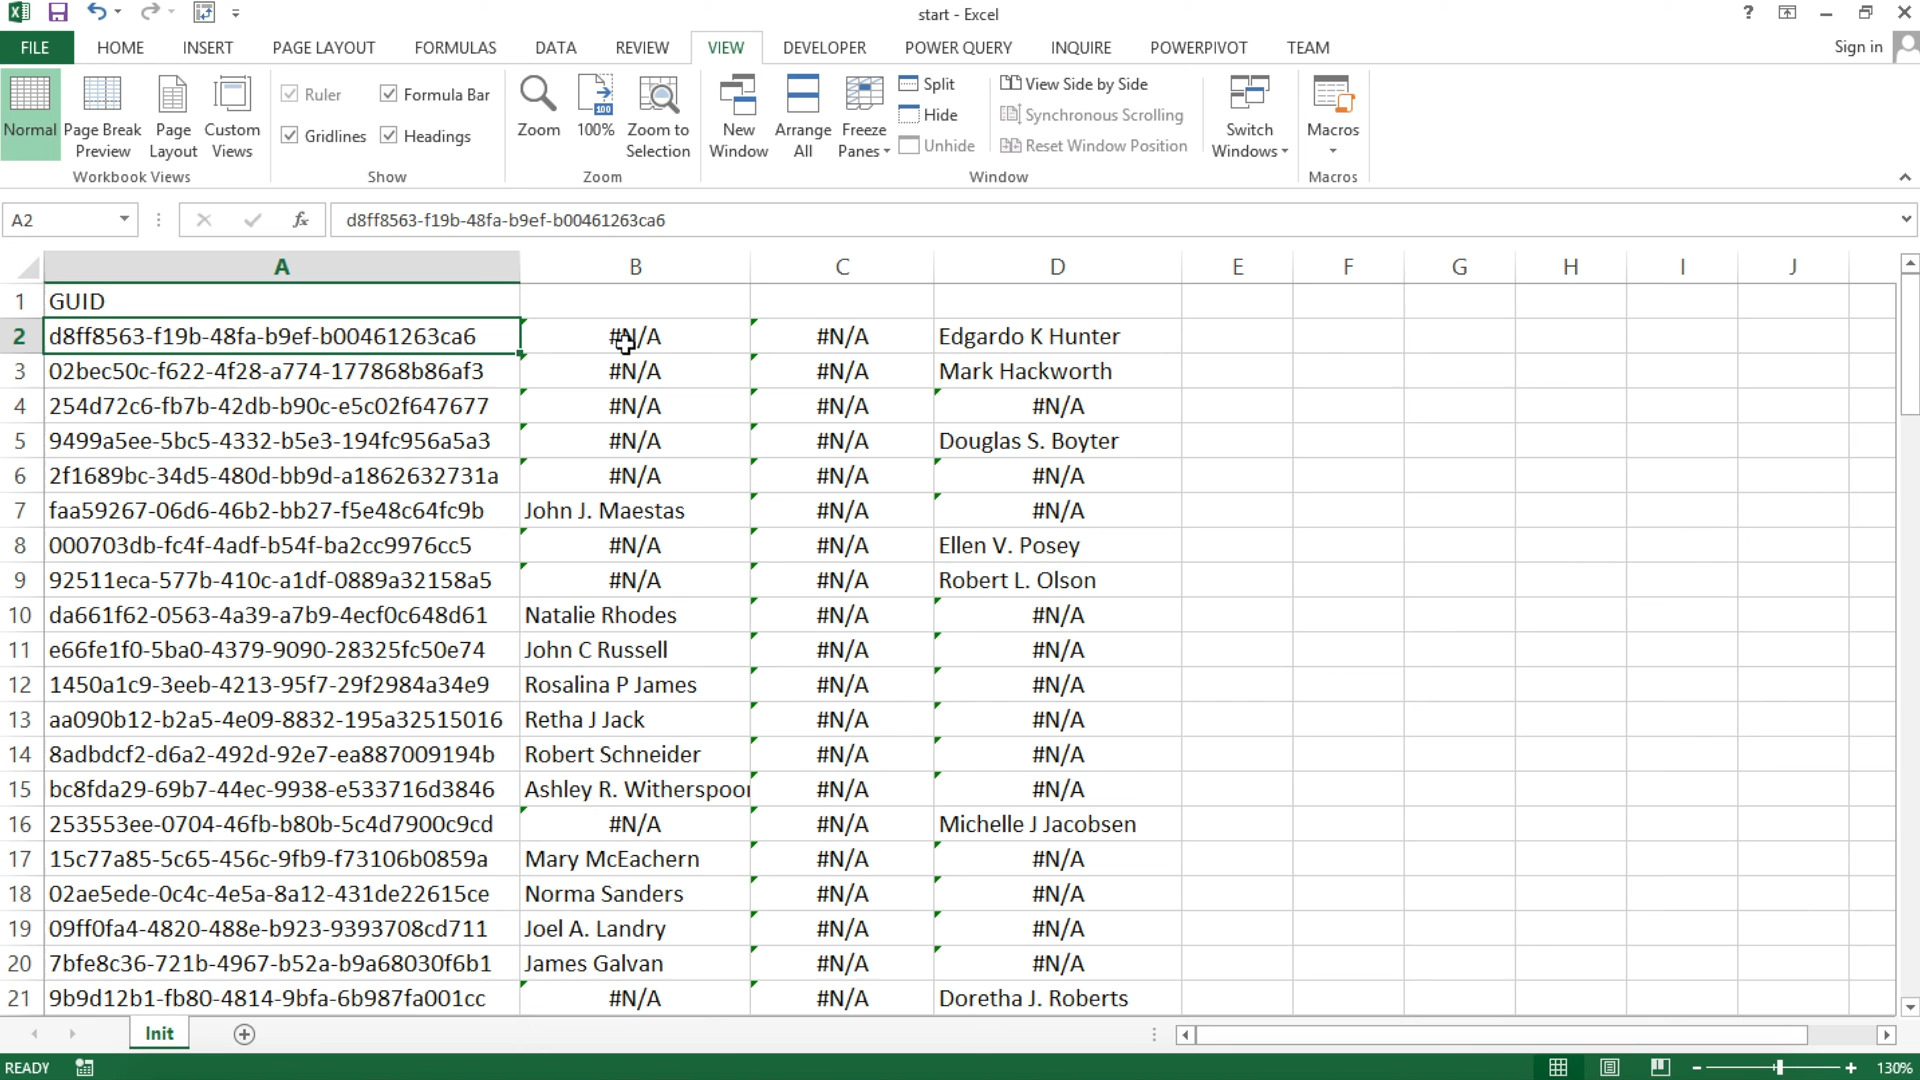 start - Excel
?
FILE HOME INSERT PAGE LAYOUT FORMULAS DATA REVIEW VIEW DEVELOPER POWER QUERY INQUIRE POWERPIVOT TEAM Sign in
Normal
Page Break Preview
Page Layout
Custom Views
Workbook Views
Ruler
Formula Bar
Gridlines
Headings
Show
Zoom
100
100%
Zoom to Selection
Zoom
New Window
Arrange All
Freeze Panes
Split
Hide
Unhide
View Side by Side
Synchronous Scrolling
Reset Window Position
Window
Switch Windows
Macros
Macros
A2 fx d8ff8563-f19b-48fa-b9ef-b00461263ca6
A B C D E F G H I J
1 GUID
2 d8ff8563-f19b-48fa-b9ef-b00461263ca6 #N/A #N/A Edgardo K Hunter
3 02bec50c-f622-4f28-a774-177868b86af3 #N/A #N/A Mark Hackworth
4 254d72c6-fb7b-42db-b90c-e5c02f647677 #N/A #N/A #N/A
5 9499a5ee-5bc5-4332-b5e3-194fc956a5a3 #N/A #N/A Douglas S. Boyter
6 2f1689bc-34d5-480d-bb9d-a1862632731a #N/A #N/A #N/A
7 faa59267-06d6-46b2-bb27-f5e48c64fc9b John J. Maestas #N/A #N/A
8 000703db-fc4f-4adf-b54f-ba2cc9976cc5 #N/A #N/A Ellen V. Posey
9 92511eca-577b-410c-a1df-0889a32158a5 #N/A #N/A Robert L. Olson
10 da661f62-0563-4a39-a7b9-4ecf0c648d61 Natalie Rhodes #N/A #N/A
11 e66fe1f0-5ba0-4379-9090-28325fc50e74 John C Russell #N/A #N/A
12 1450a1c9-3eeb-4213-95f7-29f2984a34e9 Rosalina P James #N/A #N/A
13 aa090b12-b2a5-4e09-8832-195a32515016 Retha J Jack #N/A #N/A
14 8adbdcf2-d6a2-492d-92e7-ea887009194b Robert Schneider #N/A #N/A
15 bc8fda29-69b7-44ec-9938-e533716d3846 Ashley R. Witherspoo #N/A #N/A
16 253553ee-0704-46fb-b80b-5c4d7900c9cd #N/A #N/A Michelle J Jacobsen
17 15c77a85-5c65-456c-9fb9-f73106b0859a Mary McEachern #N/A #N/A
18 02ae5ede-0c4c-4e5a-8a12-431de22615ce Norma Sanders #N/A #N/A
19 09ff0fa4-4820-488e-b923-9393708cd711 Joel A. Landry #N/A #N/A
20 7bfe8c36-721b-4967-b52a-b9a68030f6b1 James Galvan #N/A #N/A
21 9b9d12b1-fb80-4814-9bfa-6b987fa001cc #N/A #N/A Doretha J. Roberts
Init
READY 130%